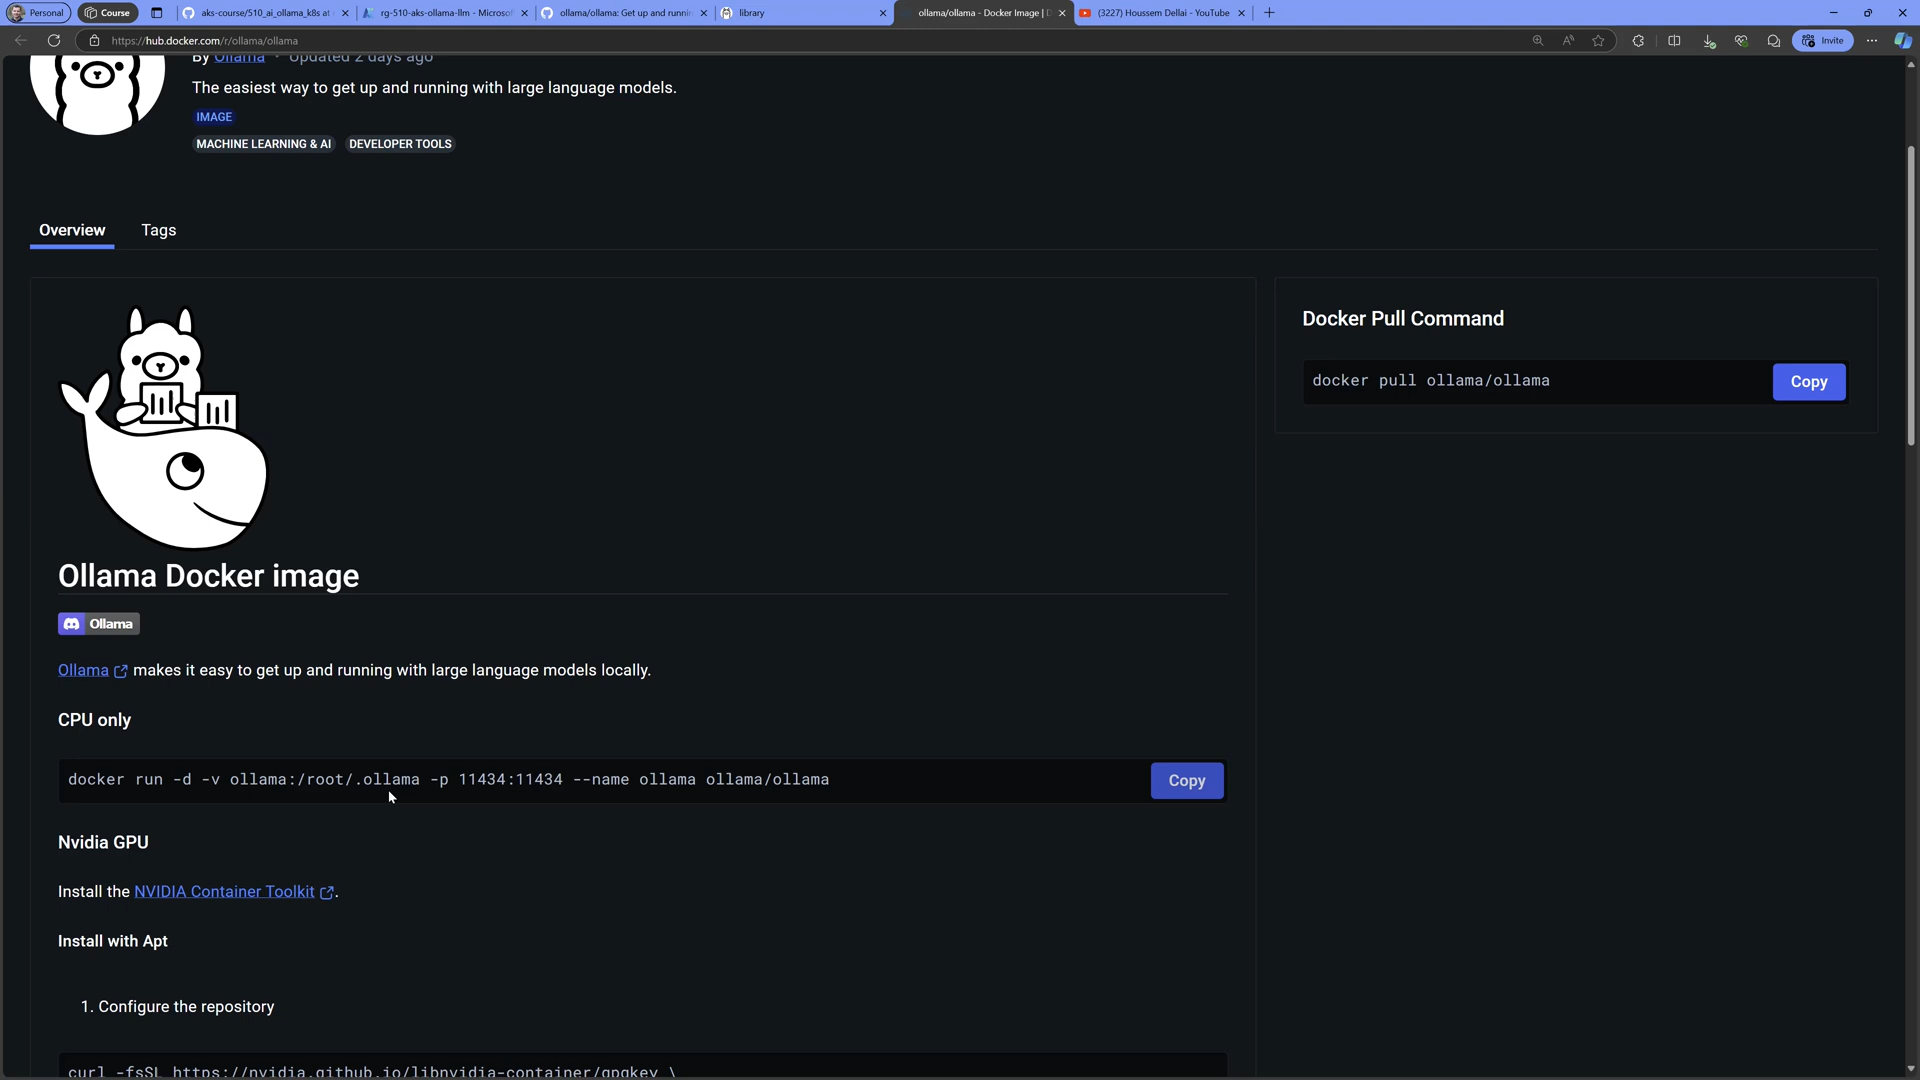 Personal
Course
aks-course/510_ai_ollama_k8s at
rg-510-aks-ollama-llm - Microsof
ollama/ollama: Get up and runnin
library
ollama/ollama - Docker Image | D
(3227) Houssem Dellai - YouTube
https://hub.docker.com/r/ollama/ollama
Invite
By Ollama · Updated 2 days ago
The easiest way to get up and running with large language models.
IMAGE
MACHINE LEARNING & AI DEVELOPER TOOLS
Overview Tags
Docker Pull Command
docker pull ollama/ollama
Copy
Ollama Docker image
Ollama
Ollama makes it easy to get up and running with large language models locally.
CPU only
docker run -d -v ollama:/root/.ollama -p 11434:11434 --name ollama ollama/ollama
Copy
Nvidia GPU
Install the NVIDIA Container Toolkit.
Install with Apt
1. Configure the repository
curl -fsSL https://nvidia.github.io/libnvidia-container/gpgkey \